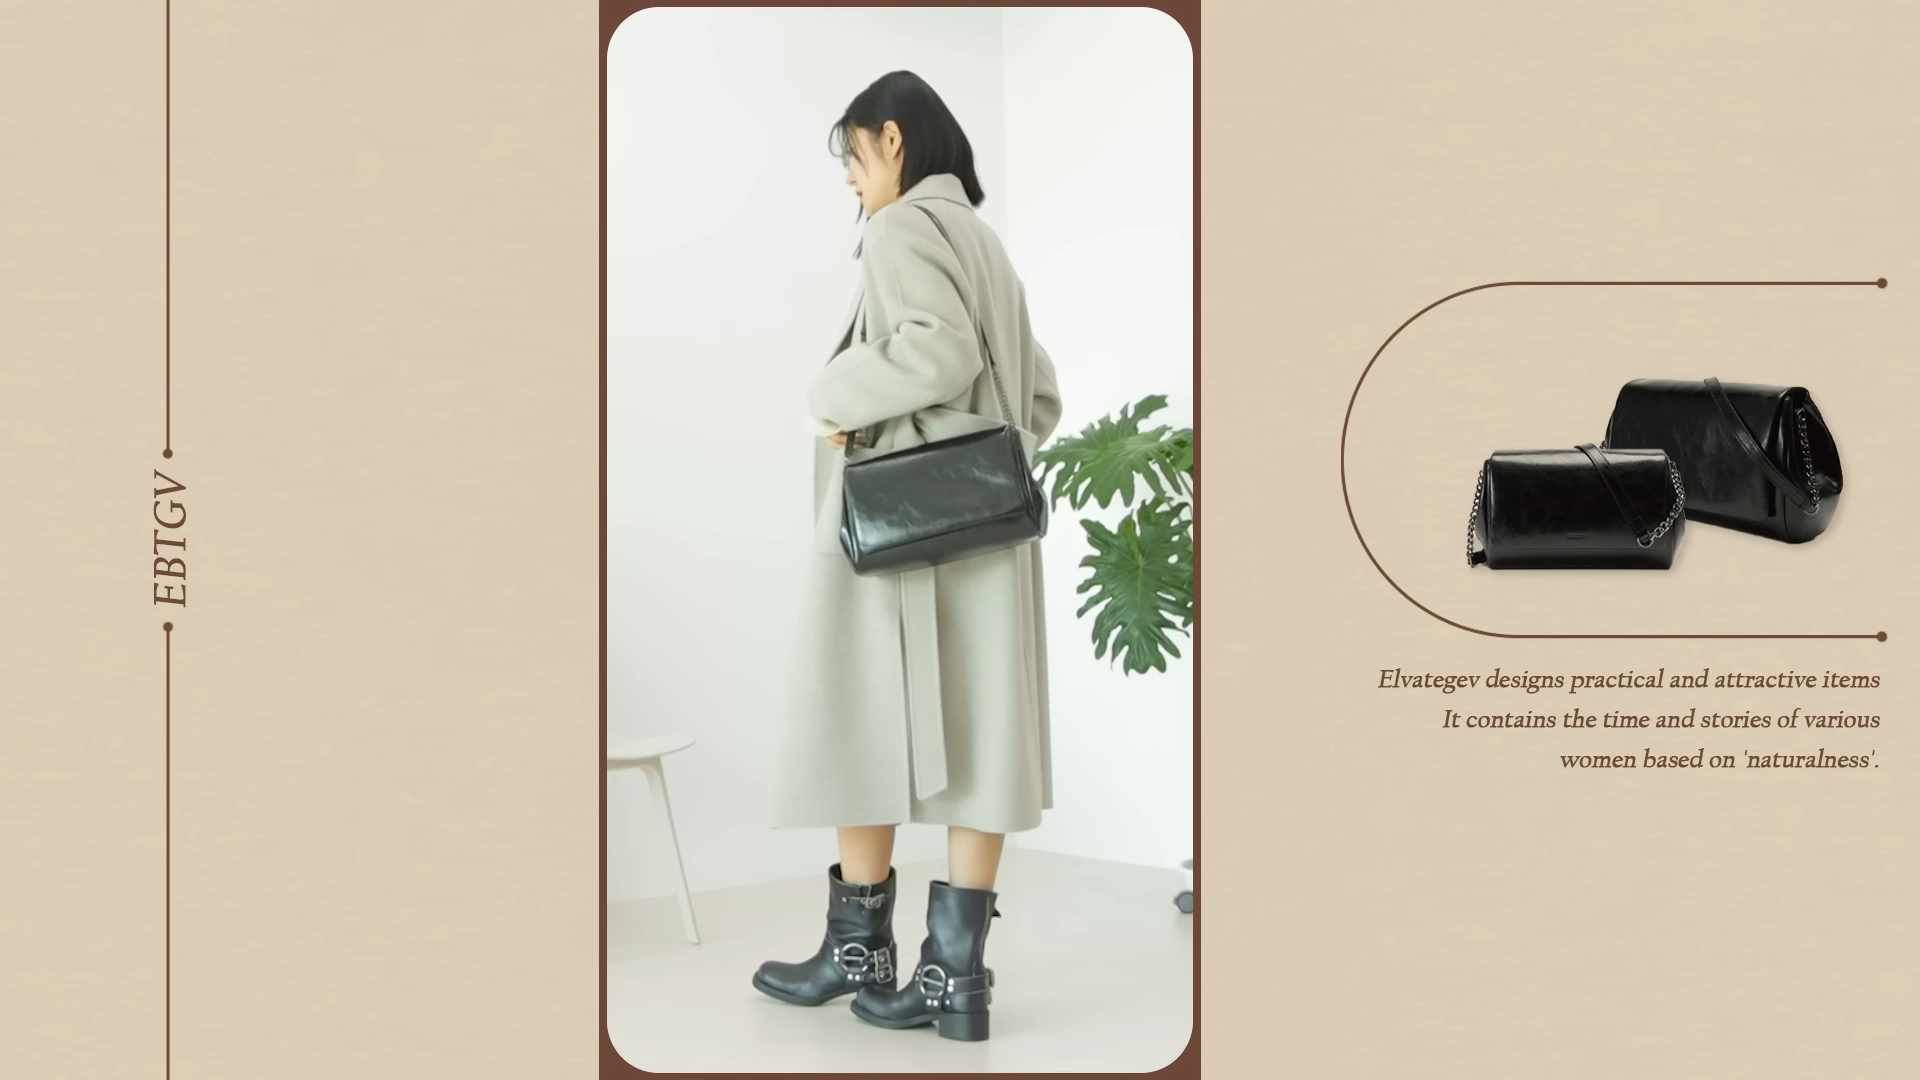 EBTGV
Elvategev designs practical and attractive items
It contains the time and stories of various
women based on 'naturalness'.